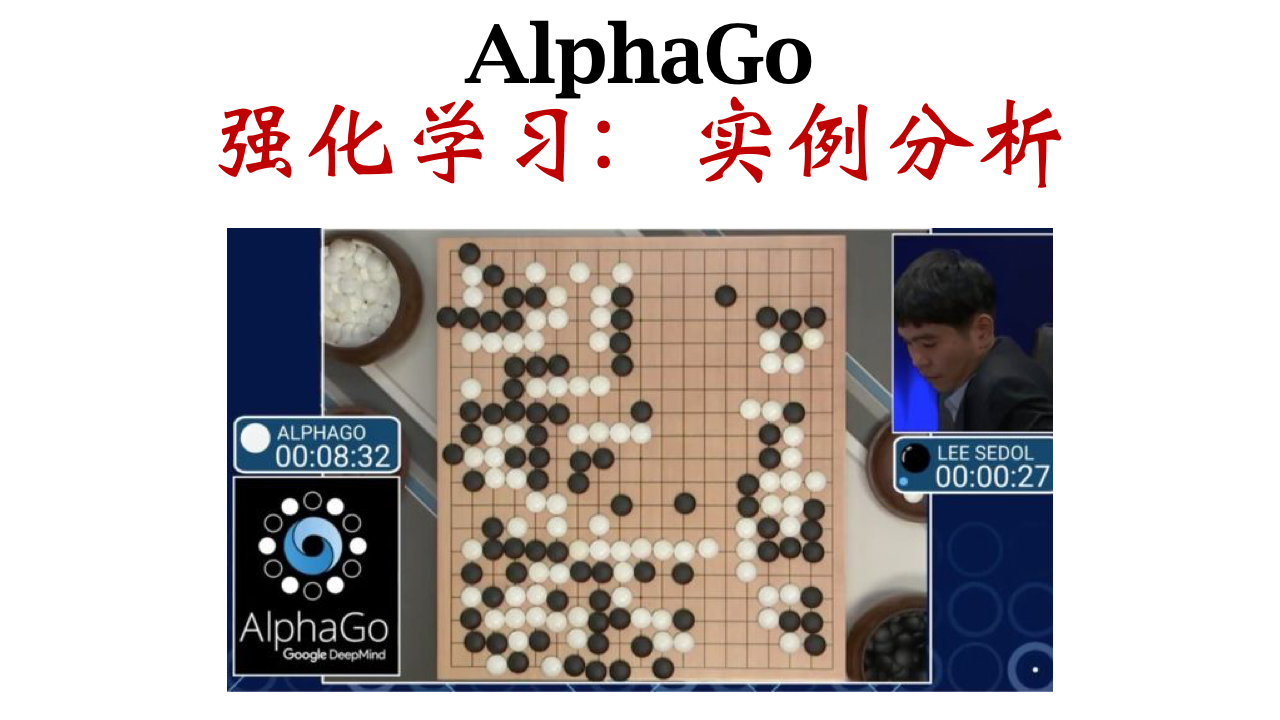 AlphaGo
强化学习：实例分析
ALPHAGO
00:08:32
LEE SEDOL
00:00:27
AlphaGo
Google DeepMind